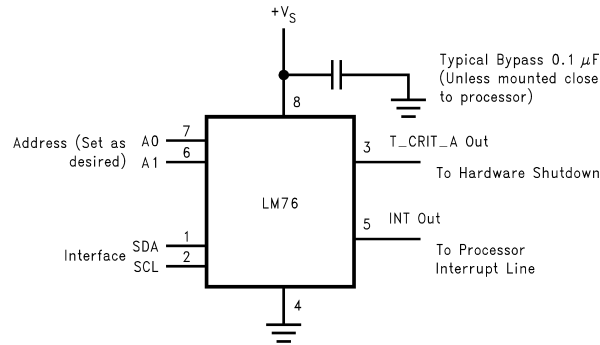 +VS
Typical Bypass 0.1 µF
(Unless mounted close
to processor)
8
Address (Set as
desired)
A0
7
A1
6
3
T_CRIT_A Out
To Hardware Shutdown
LM76
5
INT Out
To Processor
Interrupt Line
Interface
SDA
1
SCL
2
4